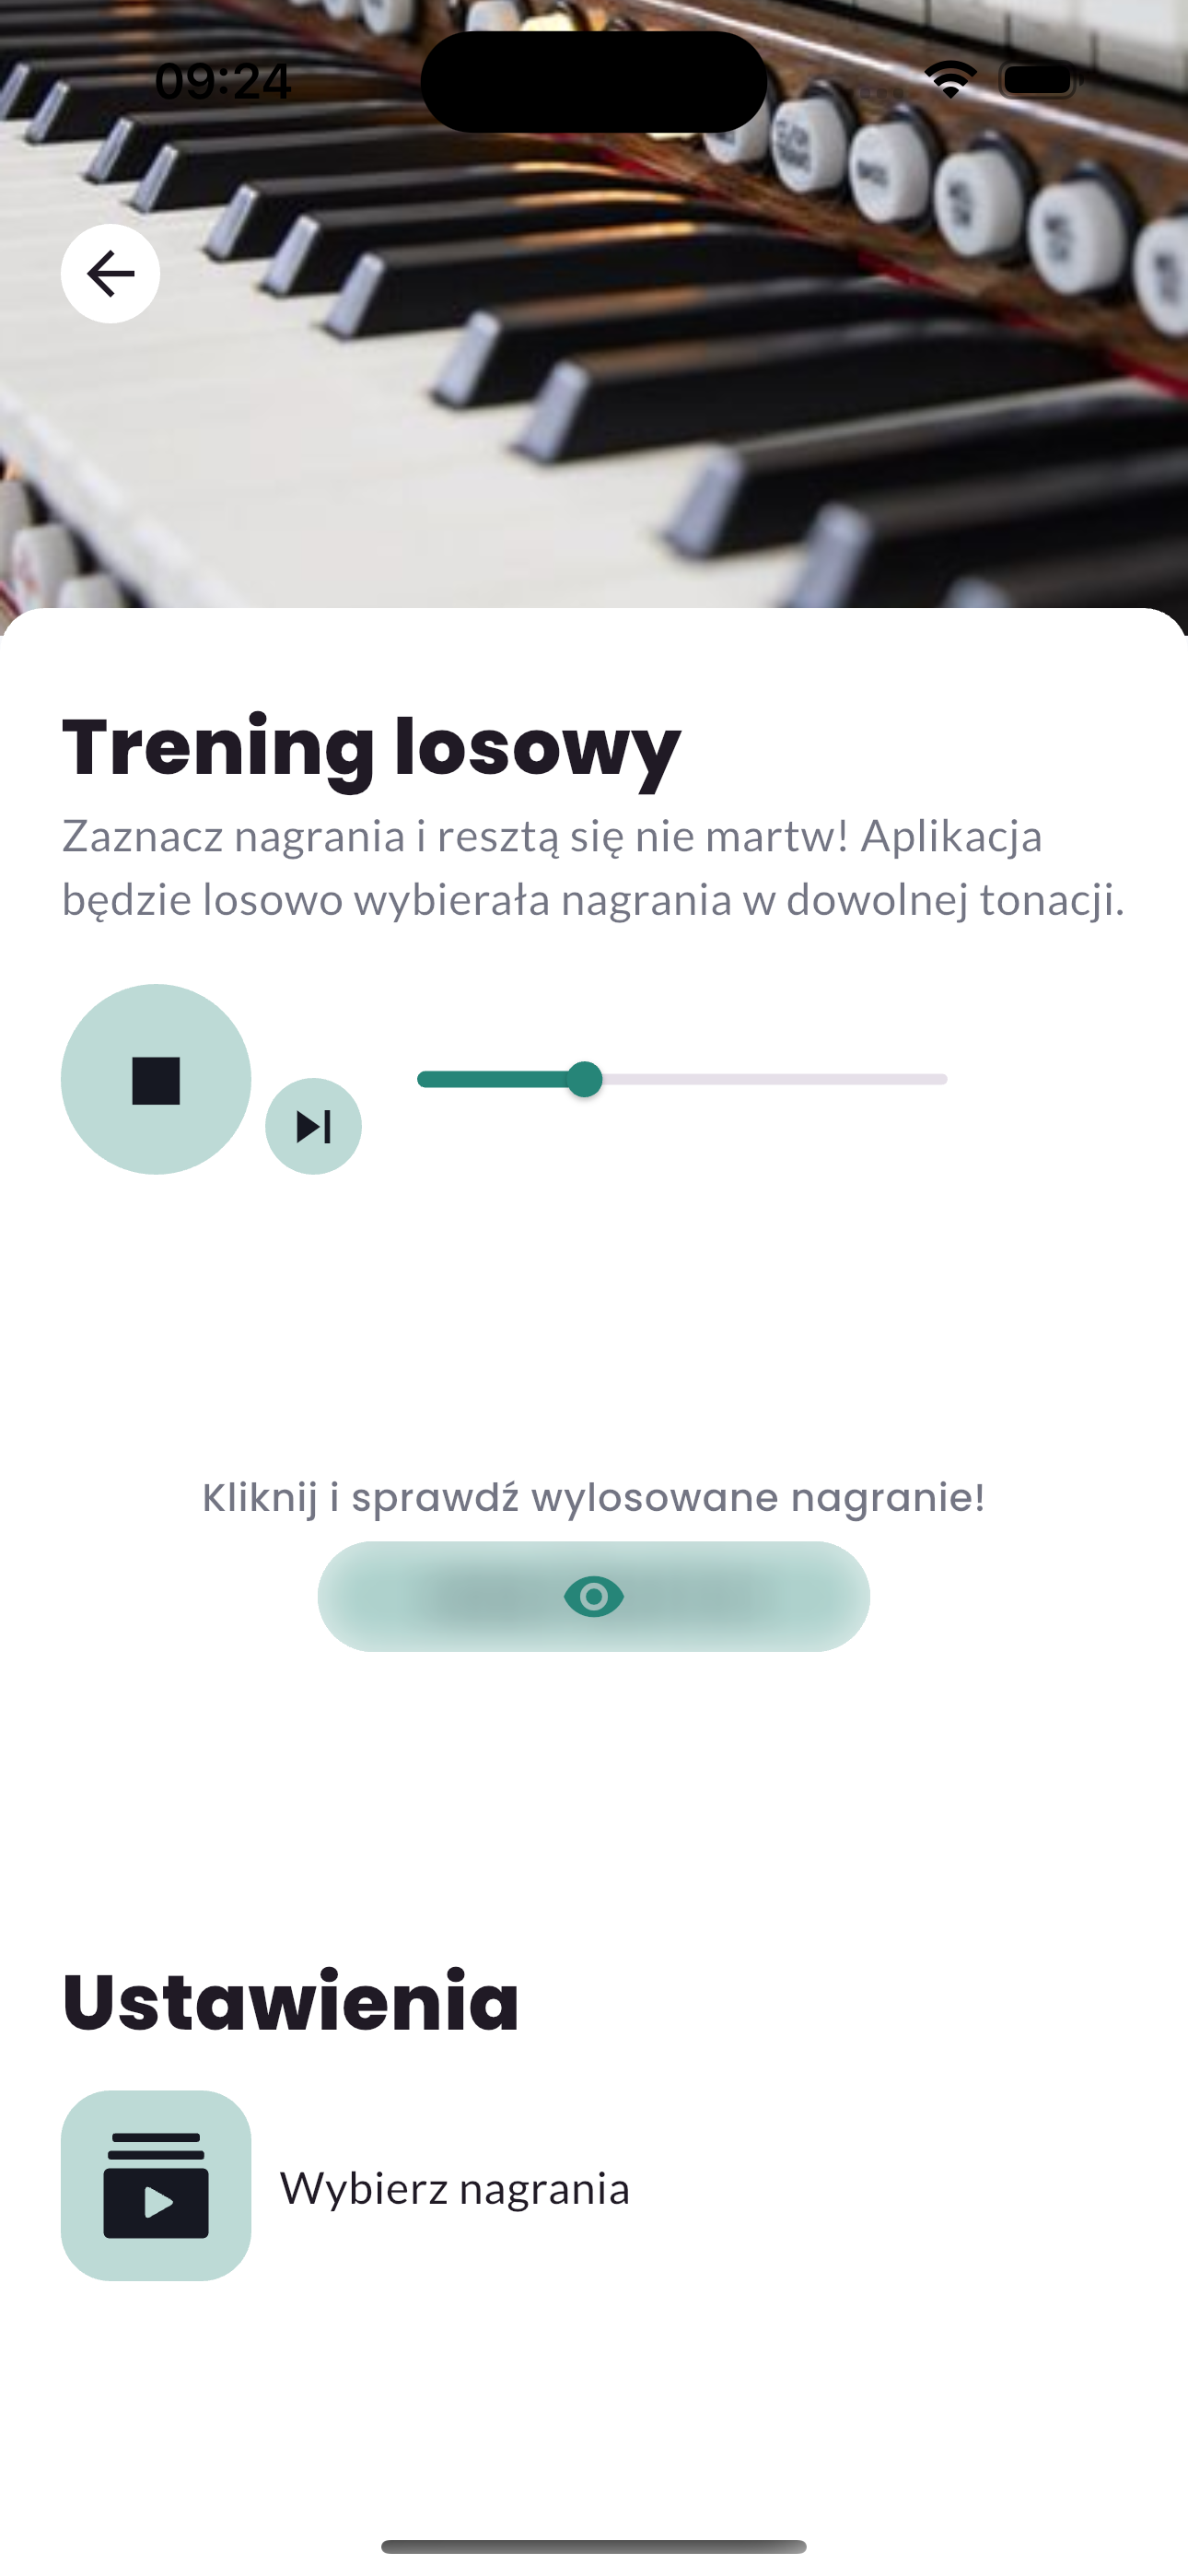 09:24
Trening losowy
Zaznacz nagrania i resztą się nie martw! Aplikacja
będzie losowo wybierała nagrania w dowolnej tonacji.
Kliknij i sprawdź wylosowane nagranie!
Ustawienia
Wybierz nagrania